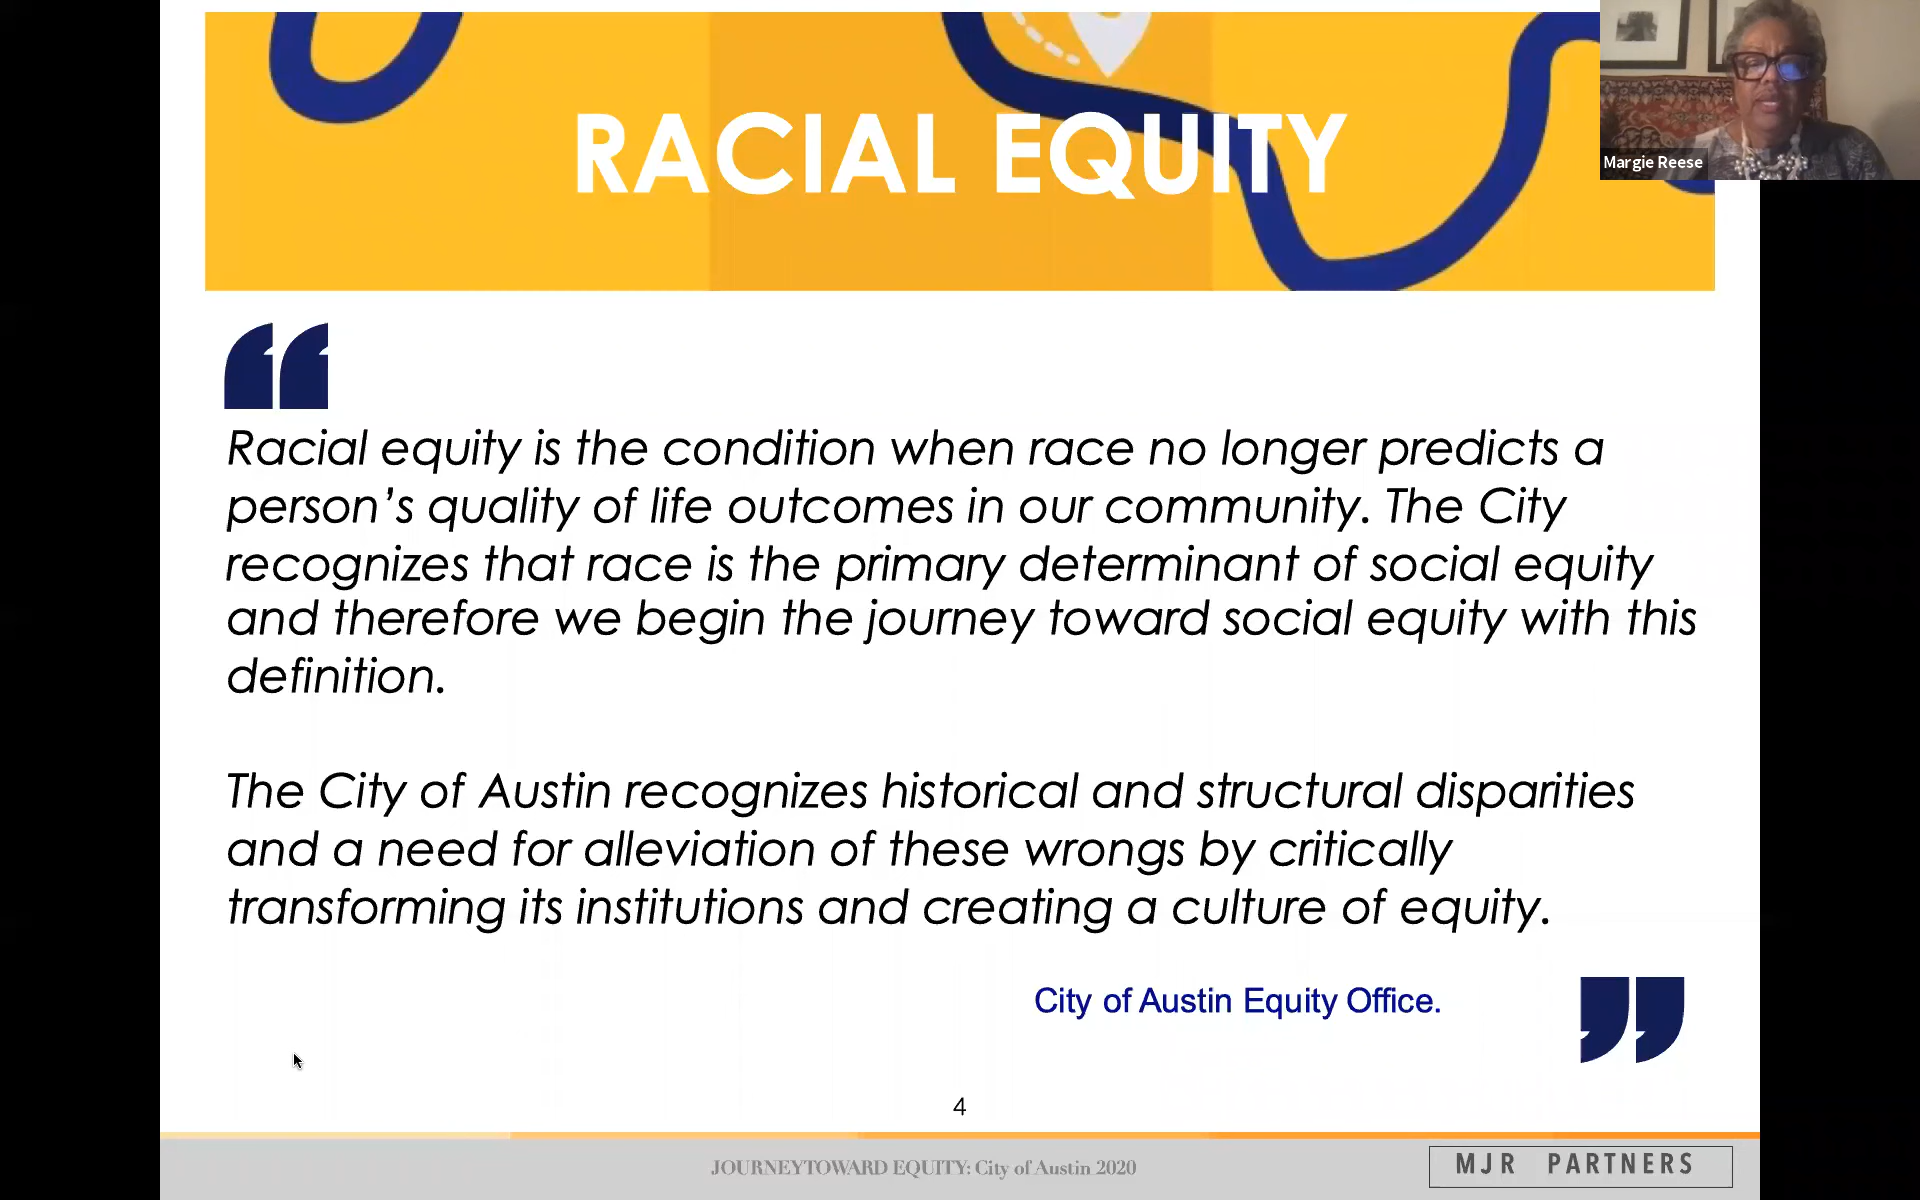 RACIAL EQUITY
Margie Reese
Racial equity is the condition when race no longer predicts a
person’s quality of life outcomes in our community. The City
recognizes that race is the primary determinant of social equity
and therefore we begin the journey toward social equity with this
definition.
The City of Austin recognizes historical and structural disparities
and a need for alleviation of these wrongs by critically
transforming its institutions and creating a culture of equity.
City of Austin Equity Office.
4
JOURNEYTOWARD EQUITY: City of Austin 2020
MJR PARTNERS